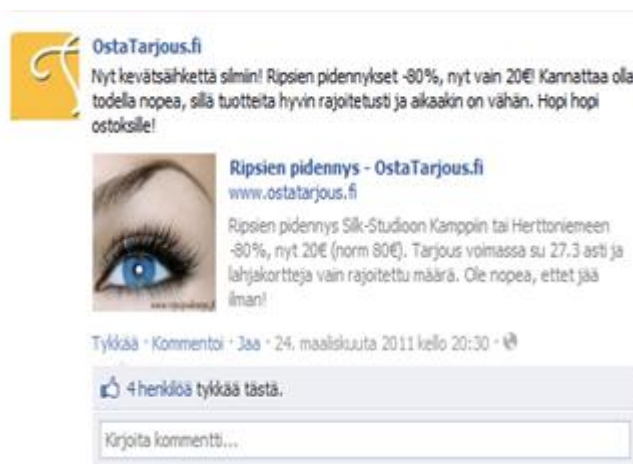 OstaTarjous.fi
Nyt kevätsäihkettä silmiin! Ripsien pidennykset -80%, nyt vain 20€! Kannattaa olla
todella nopea, sillä tuotteita hyvin rajoitetusti ja aikaakin on vähän. Hopi hopi
ostoksille!
Ripsien pidennys - OstaTarjous.fi
www.ostatarjous.fi
Ripsien pidennys Silk-Studioon Kamppiin tai Herttoniemeen
-80%, nyt 20€ (norm 80€). Tarjous voimassa su 27.3 asti ja
lahjakortteja vain rajoitettu määrä. Ole nopea, ettet jää
ilman!
Tykkää · Kommentoi · Jaa · 24. maaliskuuta 2011 kello 20:30 ·
4 henkilöä tykkää tästä.
Kirjoita kommentti...